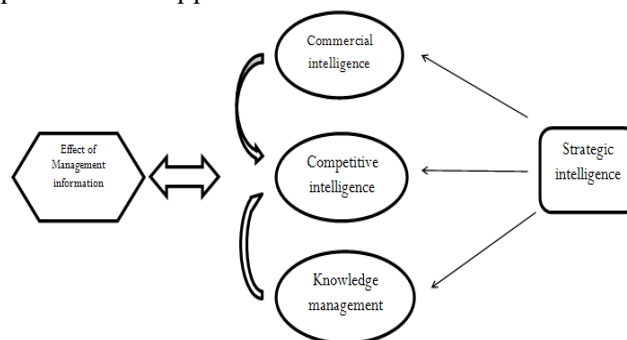 Commercial
intelligence
Effect of
Management
information
Competitive
intelligence
Strategic
intelligence
Knowledge
management